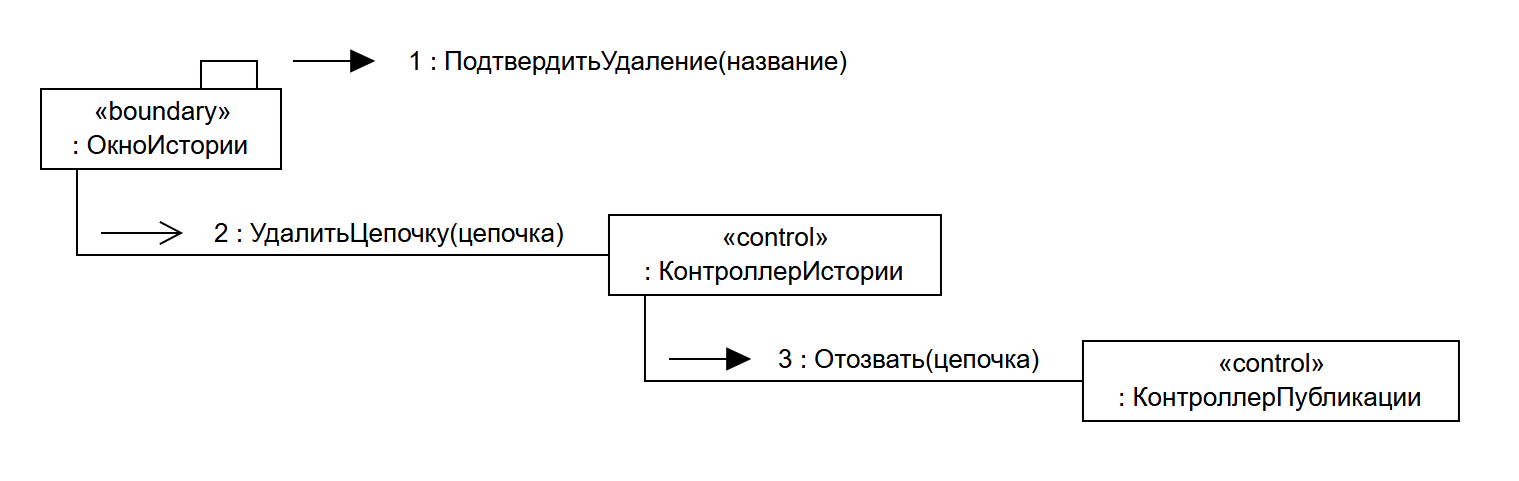 1 : ПодтвердитьУдаление(название)
«boundary»
: ОкноИстории
2 : УдалитьЦепочку(цепочка)
«control»
: КонтроллерИстории
3 : Отозвать(цепочка)
«control»
: КонтроллерПубликации